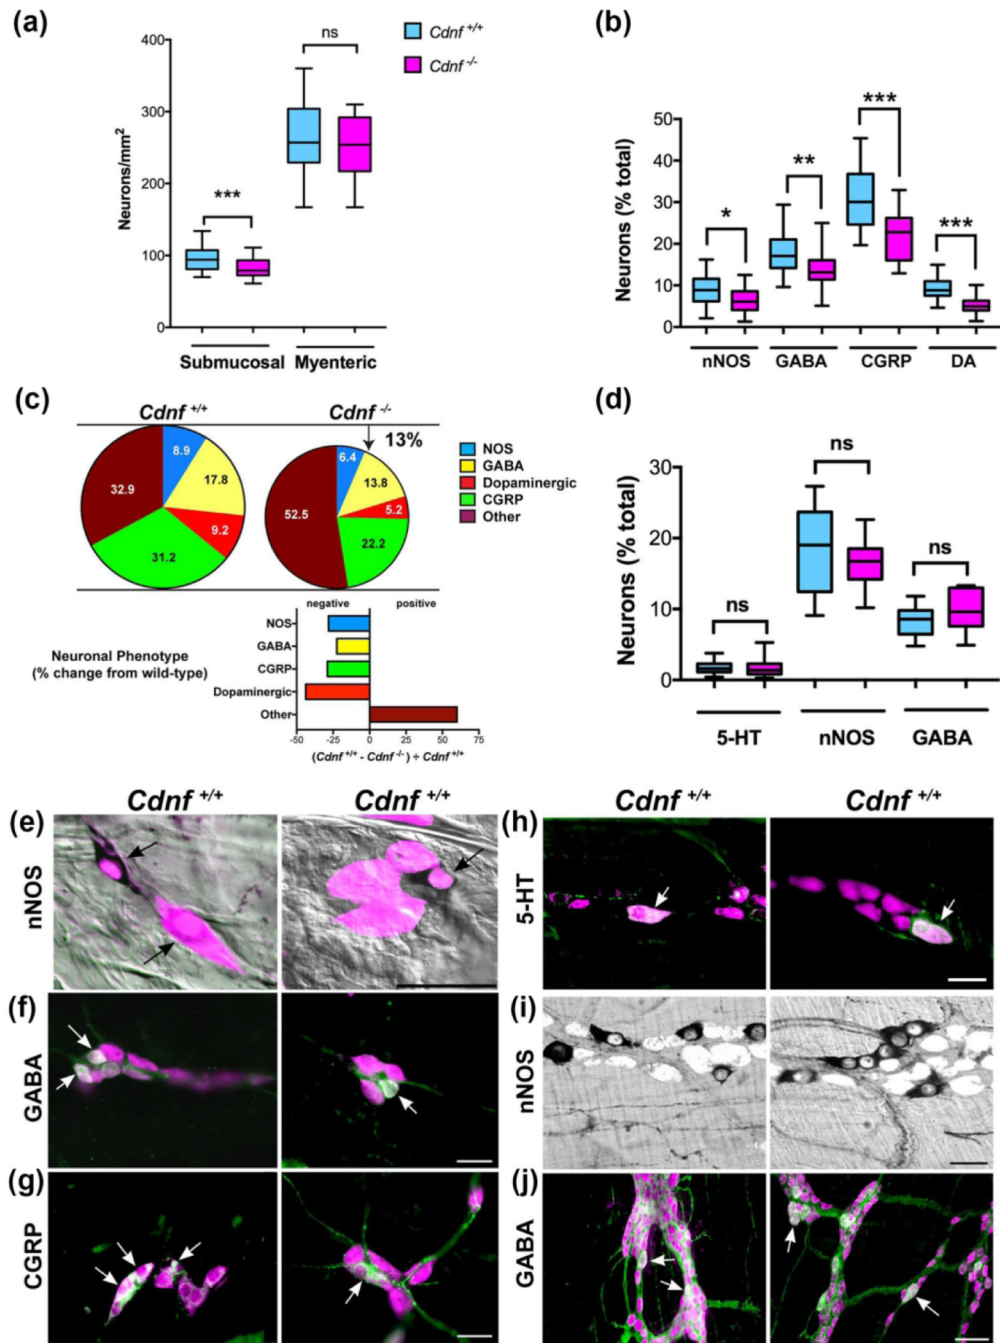 (a)
400
300
200
100
0
Neurons/mm²
***
ns
Submucosal
Myenteric
Cdnf +/+
Cdnf -/-
(b)
50
40
30
20
10
0
Neurons (% total)
*
**
***
***
nNOS
GABA
CGRP
DA
(c)
Cdnf +/+
Cdnf -/-
13%
8.9
17.8
9.2
31.2
32.9
6.4
13.8
5.2
22.2
52.5
NOS
GABA
Dopaminergic
CGRP
Other
negative
positive
Neuronal Phenotype
(% change from wild-type)
NOS
GABA
CGRP
Dopaminergic
Other
-50
-25
0
25
50
75
(Cdnf +/+ - Cdnf -/-) ÷ Cdnf +/+
(d)
30
20
10
0
Neurons (% total)
ns
ns
ns
5-HT
nNOS
GABA
Cdnf +/+
Cdnf +/+
Cdnf +/+
Cdnf +/+
(e)
nNOS
(f)
GABA
(g)
CGRP
(h)
5-HT
(i)
nNOS
(j)
GABA